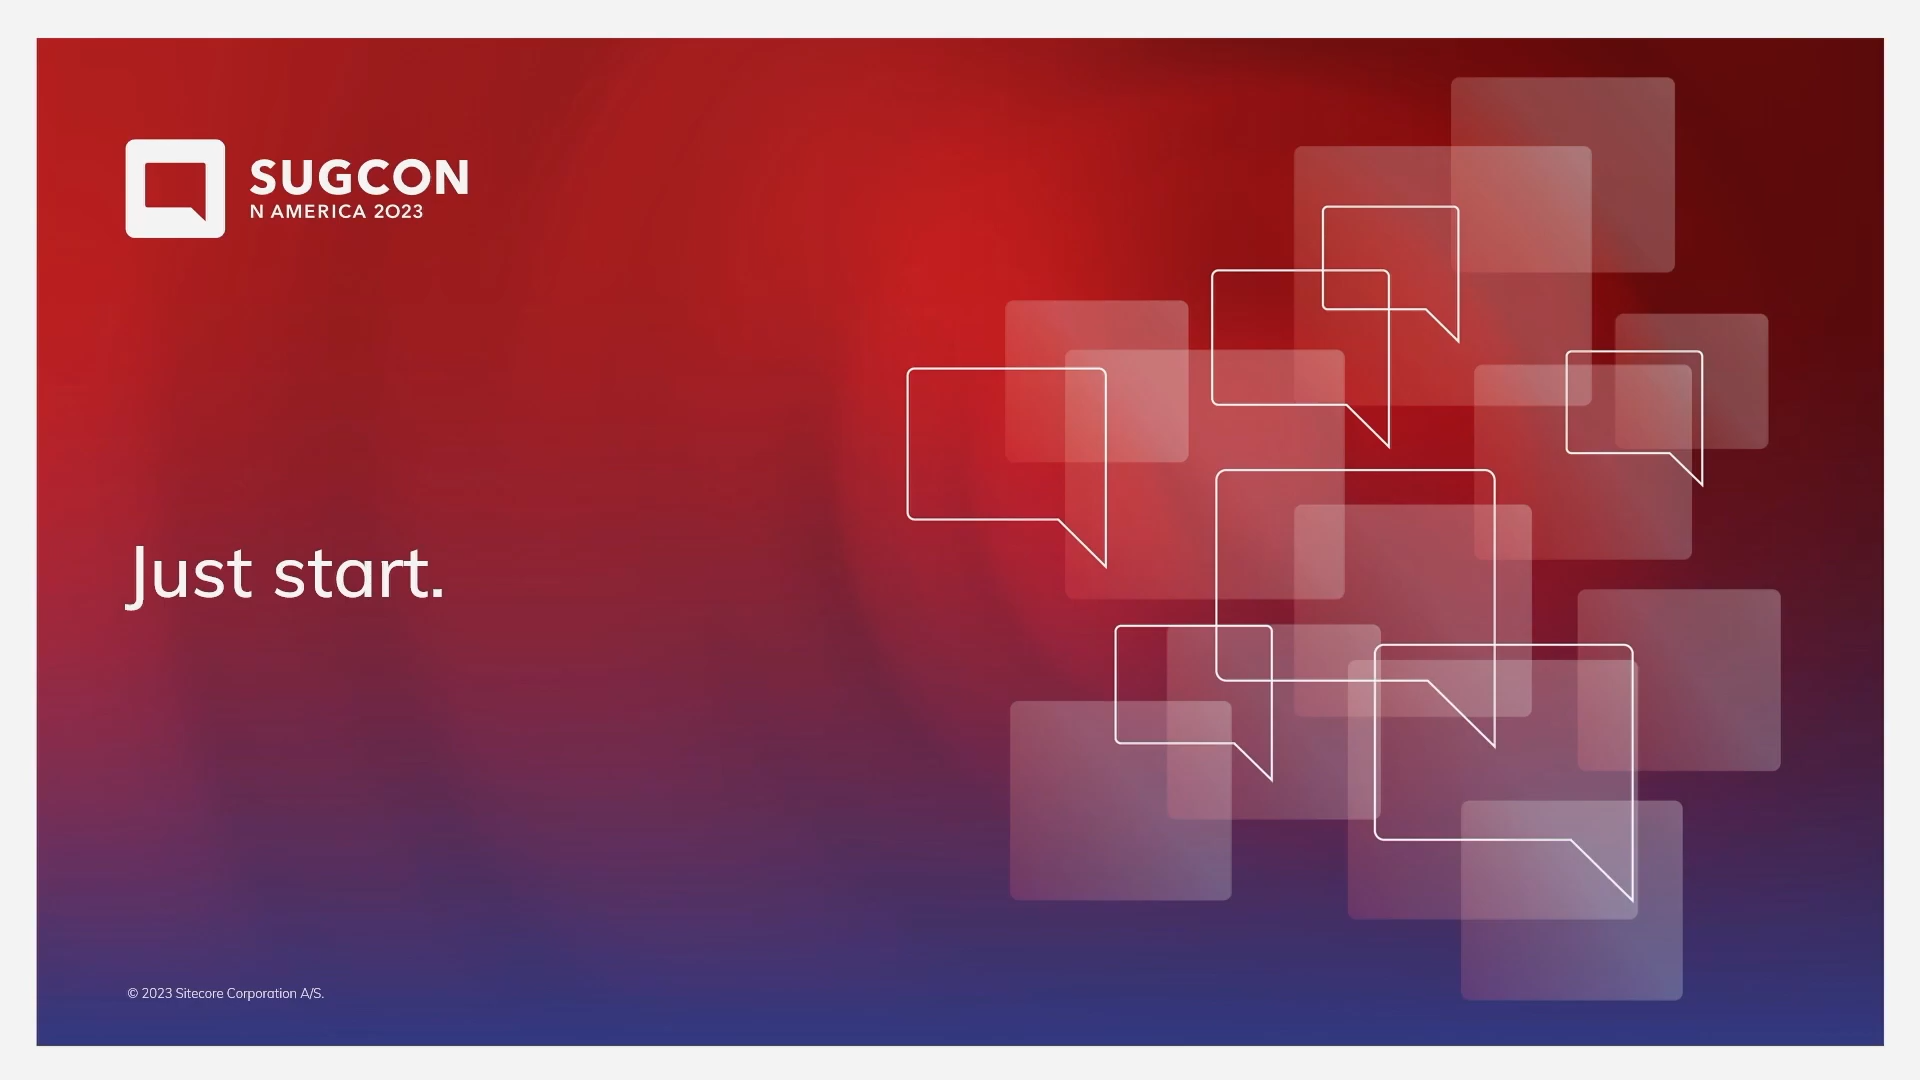 SUGCON
N AMERICA 2023
Just start.
© 2023 Sitecore Corporation A/S.